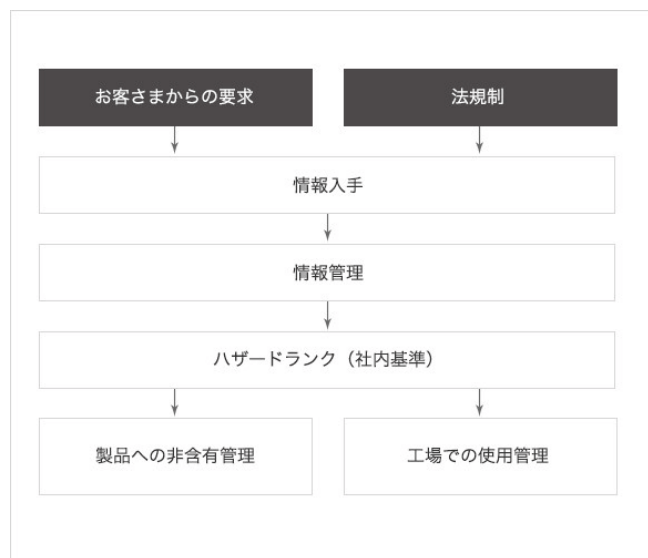 お客さまからの要求
法規制
情報入手
情報管理
ハザードランク（社内基準）
製品への非含有管理
工場での使用管理